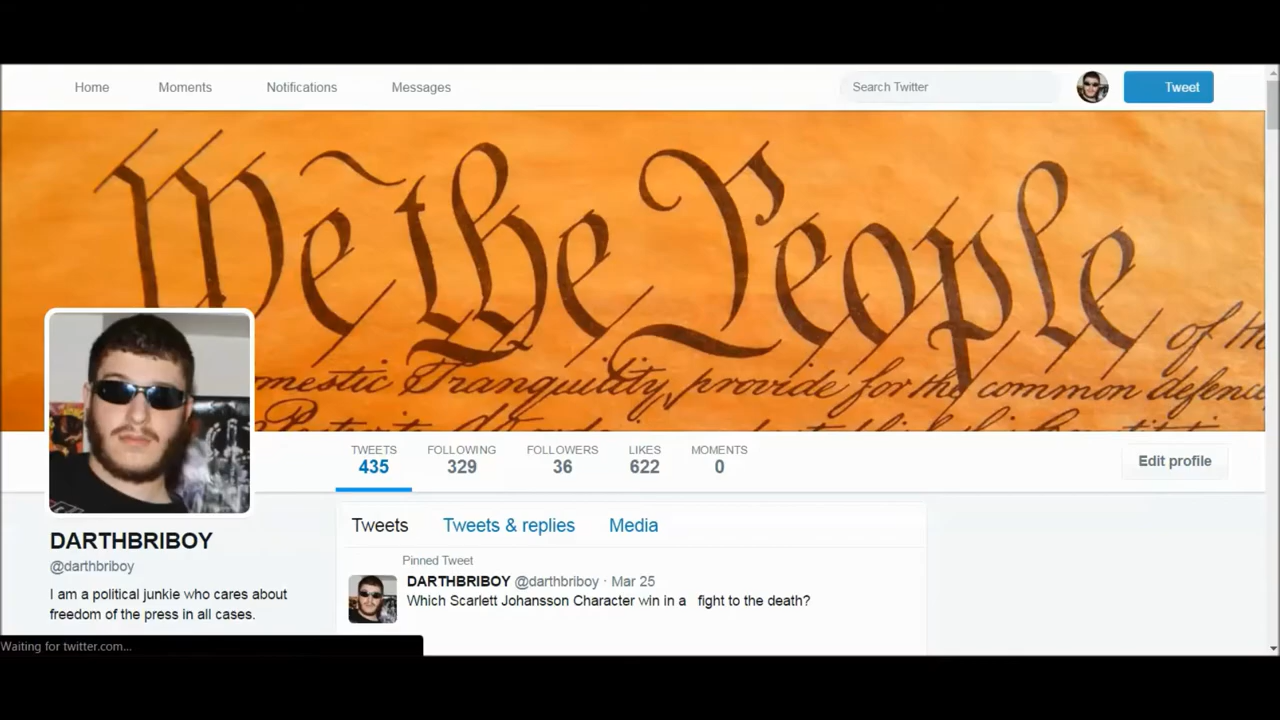 Home Moments Notifications Messages Search Twitter Tweet
We the People
of th
omestic Tranquility, provide for the common defence
TWEETS FOLLOWING FOLLOWERS LIKES MOMENTS
435 329 36 622 0
Edit profile
Tweets Tweets & replies Media
DARTHBRIBOY
@darthbriboy
I am a political junkie who cares about
freedom of the press in all cases.
Pinned Tweet
DARTHBRIBOY @darthbriboy · Mar 25
Which Scarlett Johansson Character win in a fight to the death?
Waiting for twitter.com...